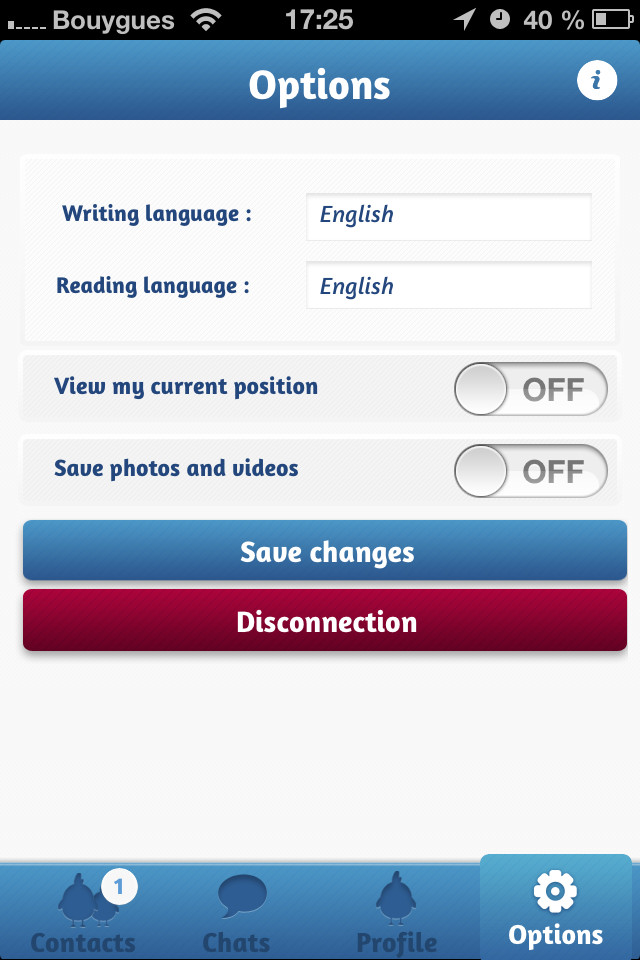 Bouygues 17:25 40 %
Options i
Writing language : English
Reading language : English
View my current position OFF
Save photos and videos OFF
Save changes
Disconnection
1
Contacts Chats Profile Options